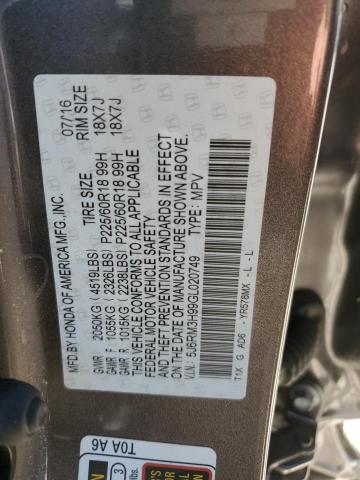 MFD.BY HONDA OF AMERICA MFG.,INC. 07/16
TIRE SIZE RIM SIZE
GVWR 2050KG (4519LBS)
GAWR F 1055KG (2326LBS) P225/60R18 99H 18X7J
GAWR R 1015KG (2238LBS) P225/60R18 99H 18X7J
THIS VEHICLE CONFORMS TO ALL APPLICABLE
FEDERAL MOTOR VEHICLE SAFETY
AND THEFT PREVENTION STANDARDS IN
EFFECT ON THE DATE OF MANUFACTURE SHOWN ABOVE.
5J6RM3H99GL020749 TYPE: MPV
T1X G AD6 - YR578MX - L - L
T0A A6
3
lbs.